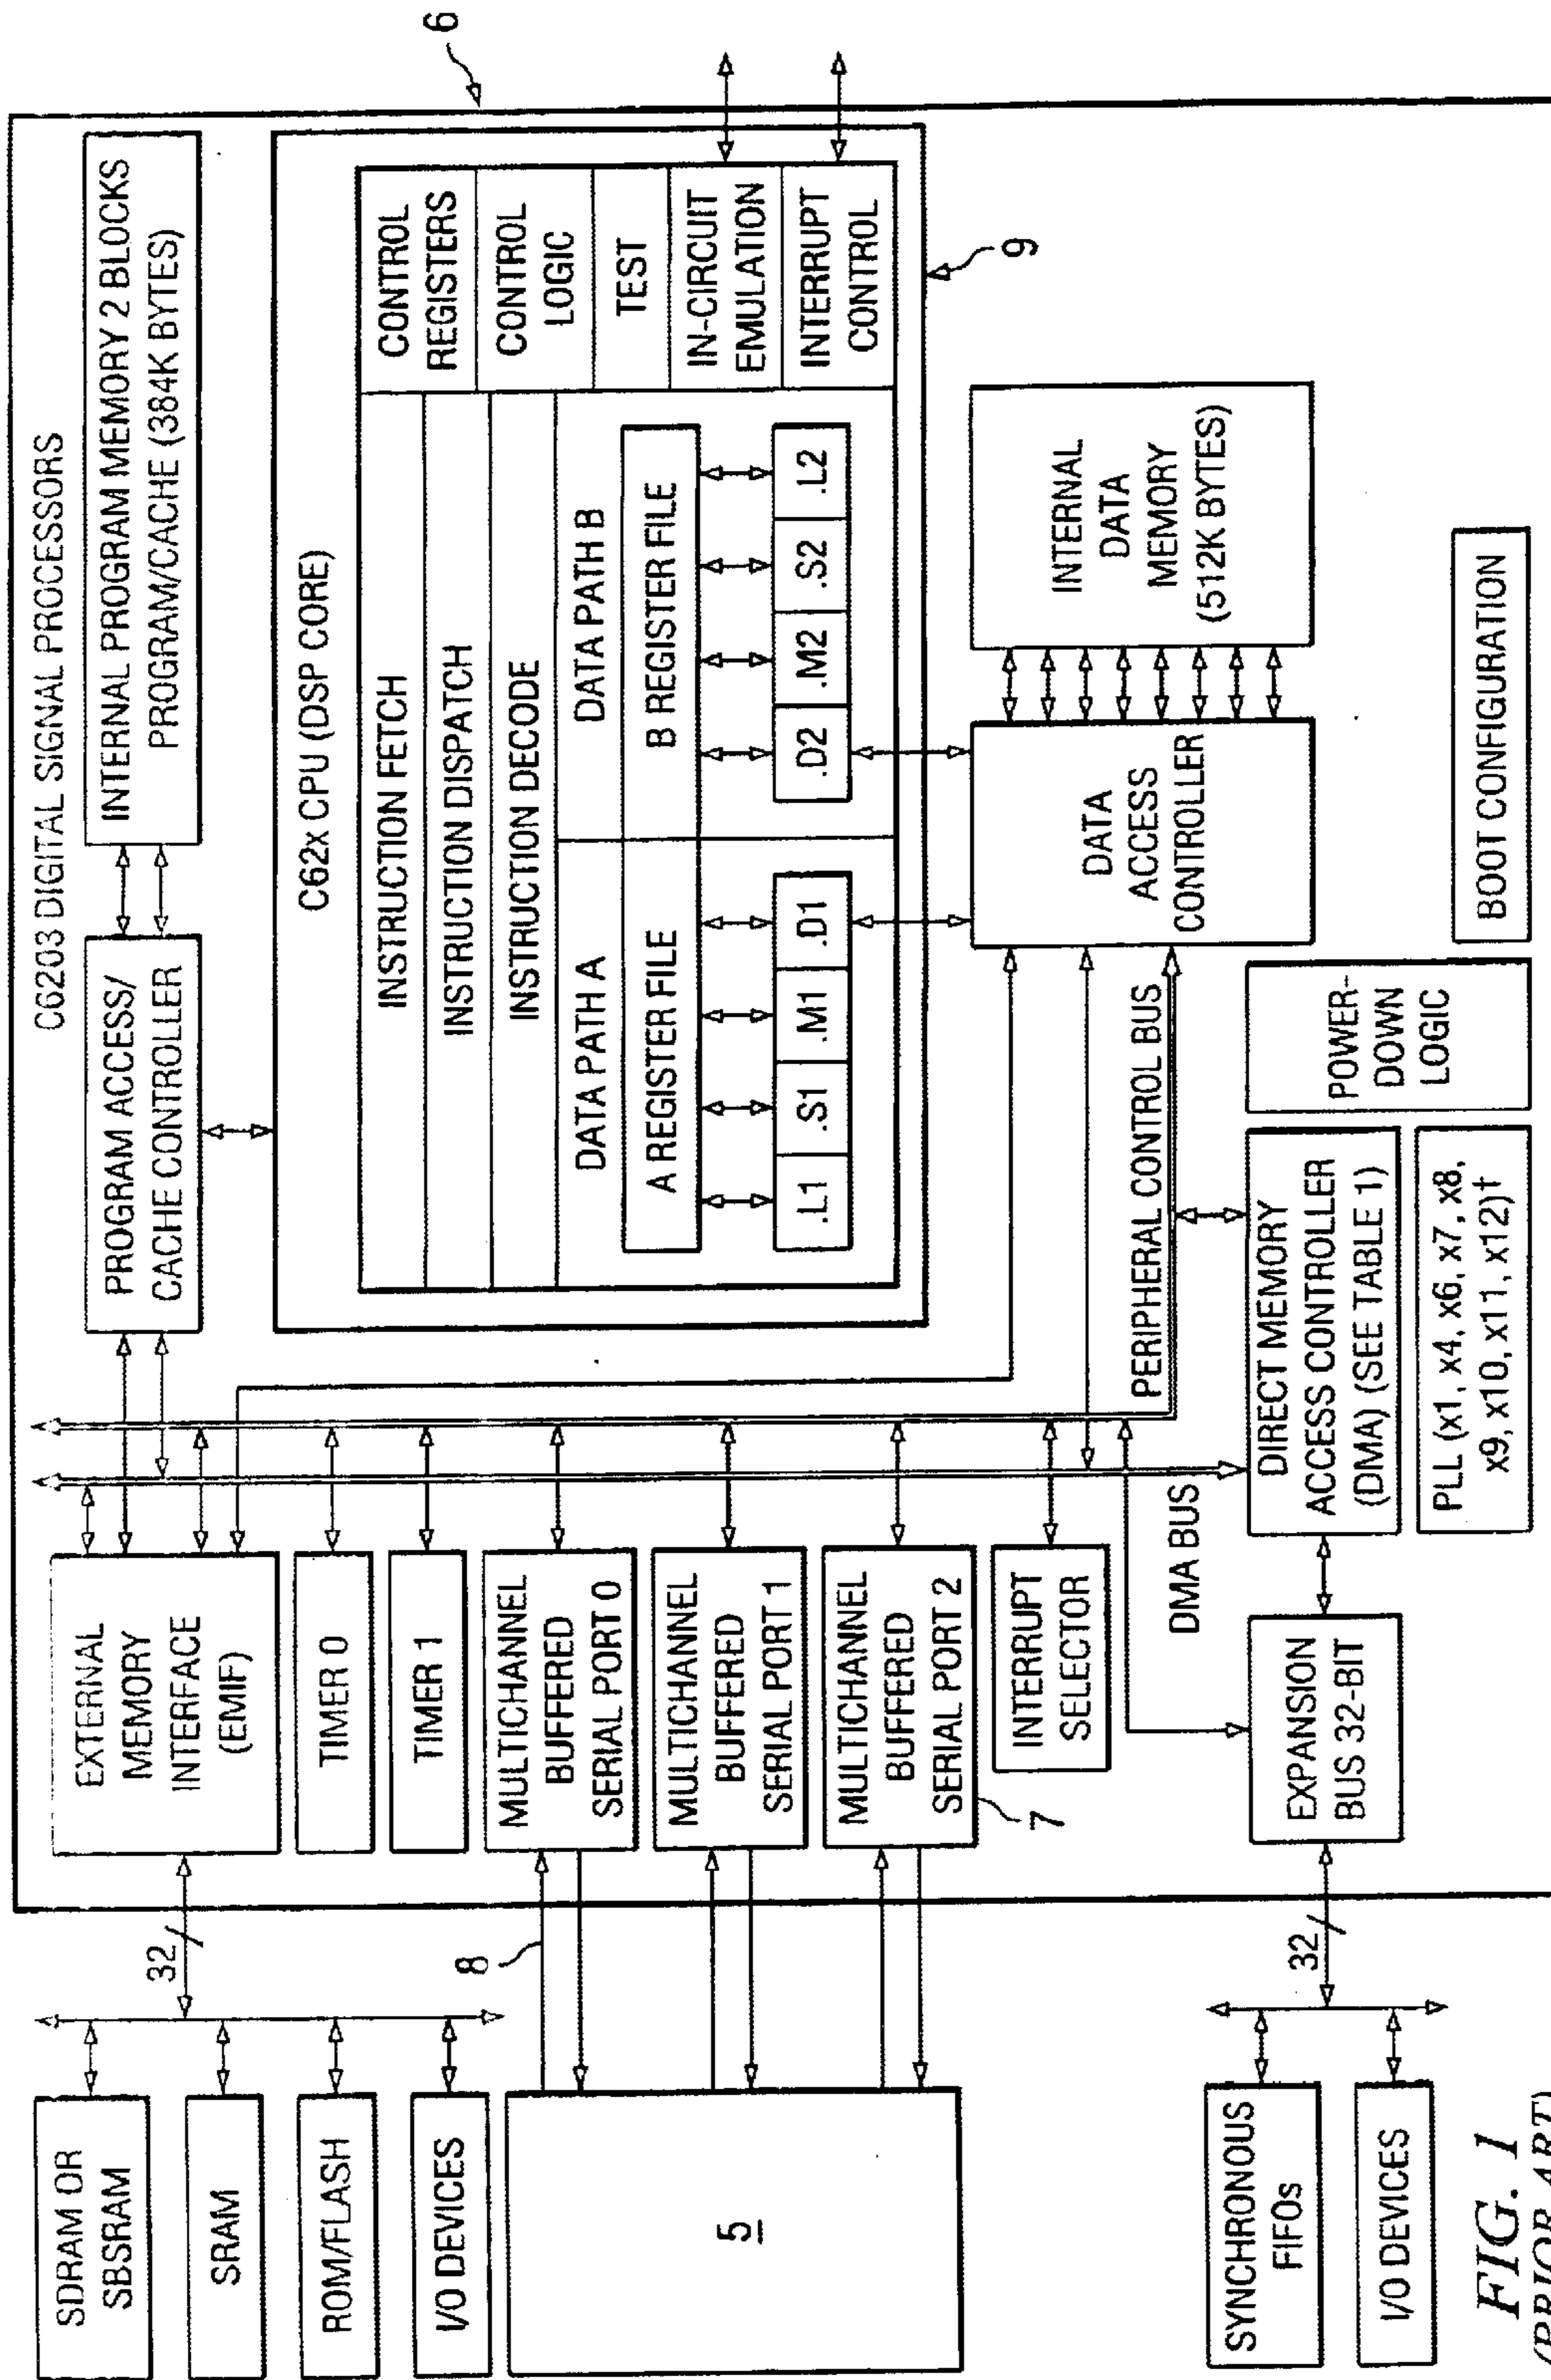 C6203 DIGITAL SIGNAL PROCESSORS
6
SDRAM OR
SBSRAM
SRAM
ROM/FLASH
I/O DEVICES
5
SYNCHRONOUS
FIFOs
I/O DEVICES
32
8
32
EXTERNAL
MEMORY
INTERFACE
(EMIF)
TIMER 0
TIMER 1
MULTICHANNEL
BUFFERED
SERIAL PORT 0
MULTICHANNEL
BUFFERED
SERIAL PORT 1
MULTICHANNEL
BUFFERED
SERIAL PORT 2
7
INTERRUPT
SELECTOR
DMA BUS
EXPANSION
BUS 32-BIT
PROGRAM ACCESS/
CACHE CONTROLLER
INTERNAL PROGRAM MEMORY 2 BLOCKS
PROGRAM/CACHE (384K BYTES)
C62x CPU (DSP CORE)
INSTRUCTION FETCH
INSTRUCTION DISPATCH
INSTRUCTION DECODE
DATA PATH A
DATA PATH B
A REGISTER FILE
B REGISTER FILE
.L1 .S1 .M1 .D1
.D2 .M2 .S2 .L2
CONTROL
REGISTERS
CONTROL
LOGIC
TEST
IN-CIRCUIT
EMULATION
INTERRUPT
CONTROL
9
PERIPHERAL CONTROL BUS
DATA
ACCESS
CONTROLLER
INTERNAL
DATA
MEMORY
(512K BYTES)
DIRECT MEMORY
ACCESS CONTROLLER
(DMA) (SEE TABLE 1)
POWER-
DOWN
LOGIC
PLL (x1, x4, x6, x7, x8,
x9, x10, x11, x12)†
BOOT CONFIGURATION
FIG. 1
(PRIOR ART)